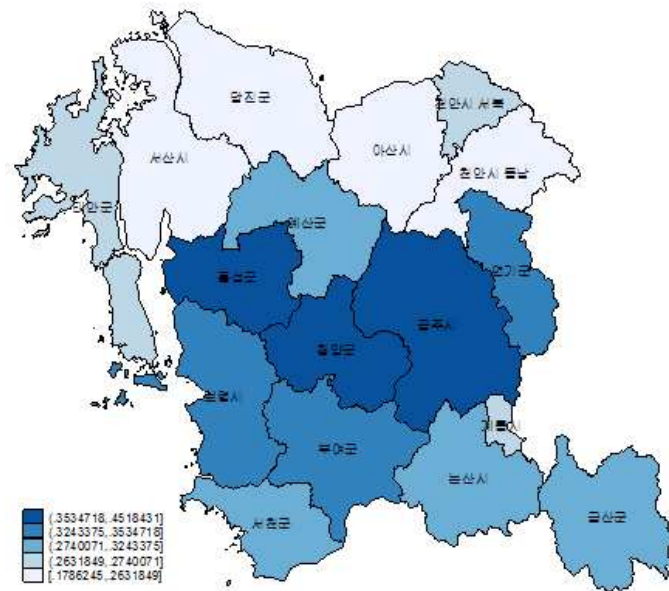 당진군
천안시 서북
서산시
아산시
천안시 동남
태안군
예산군
연기군
홍성군
공주시
청양군
보령시
계룡시
부여군
논산시
서천군
금산군
(.3534718,.4518431]
(.3243375,.3534718]
(.2740071,.3243375]
(.2631849,.2740071]
[.1786245,.2631849]